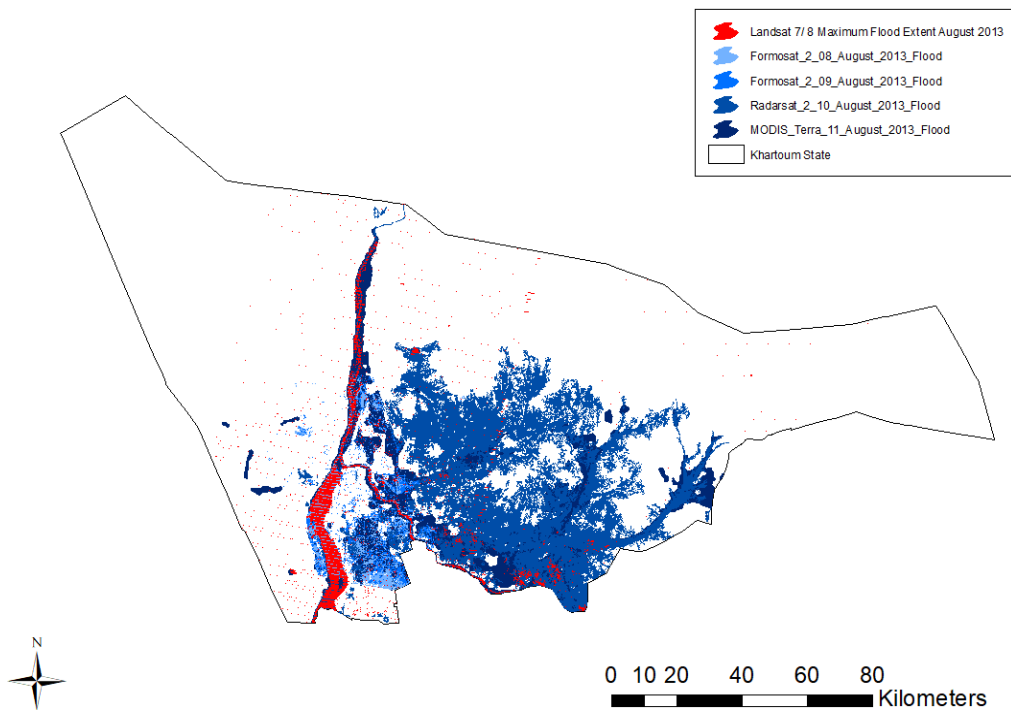 Landsat 7/ 8 Maximum Flood Extent August 2013
Formosat_2_08_August_2013_Flood
Formosat_2_09_August_2013_Flood
Radarsat_2_10_August_2013_Flood
MODIS_Terra_11_August_2013_Flood
Khartoum State
N
0 10 20 40 60 80
Kilometers